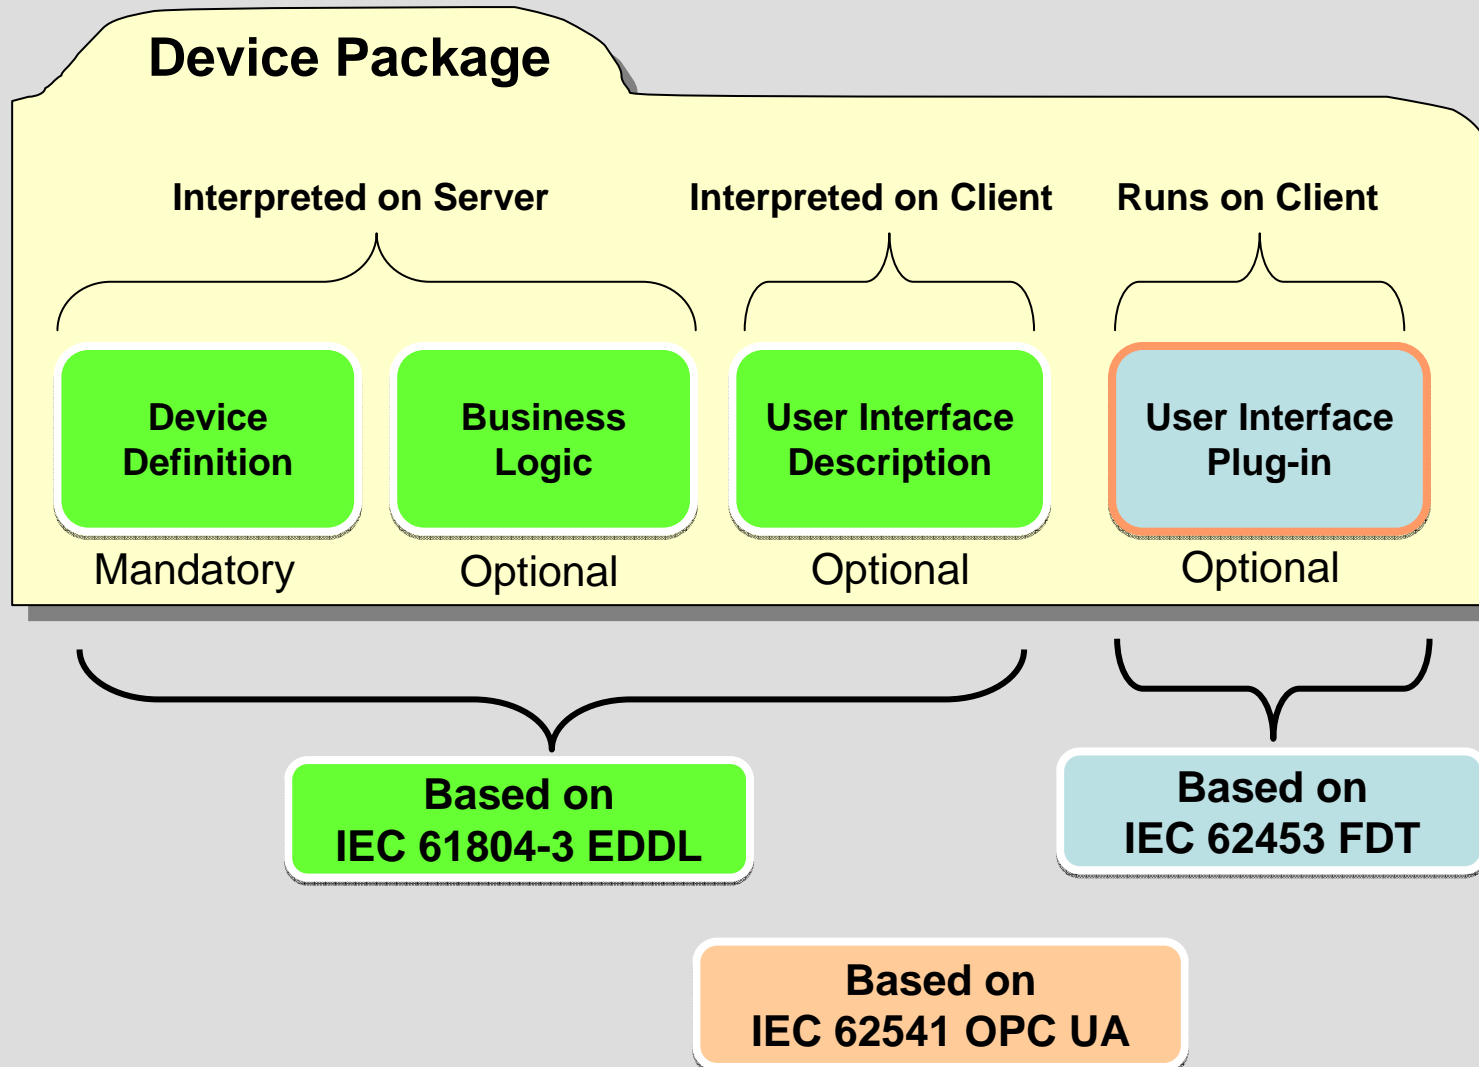 Device Package
Interpreted on Server
Interpreted on Client
Runs on Client
Device
Definition
Business
Logic
User Interface
Description
User Interface
Plug-in
Mandatory
Optional
Optional
Optional
Based on
IEC 61804-3 EDDL
Based on
IEC 62453 FDT
Based on
IEC 62541 OPC UA